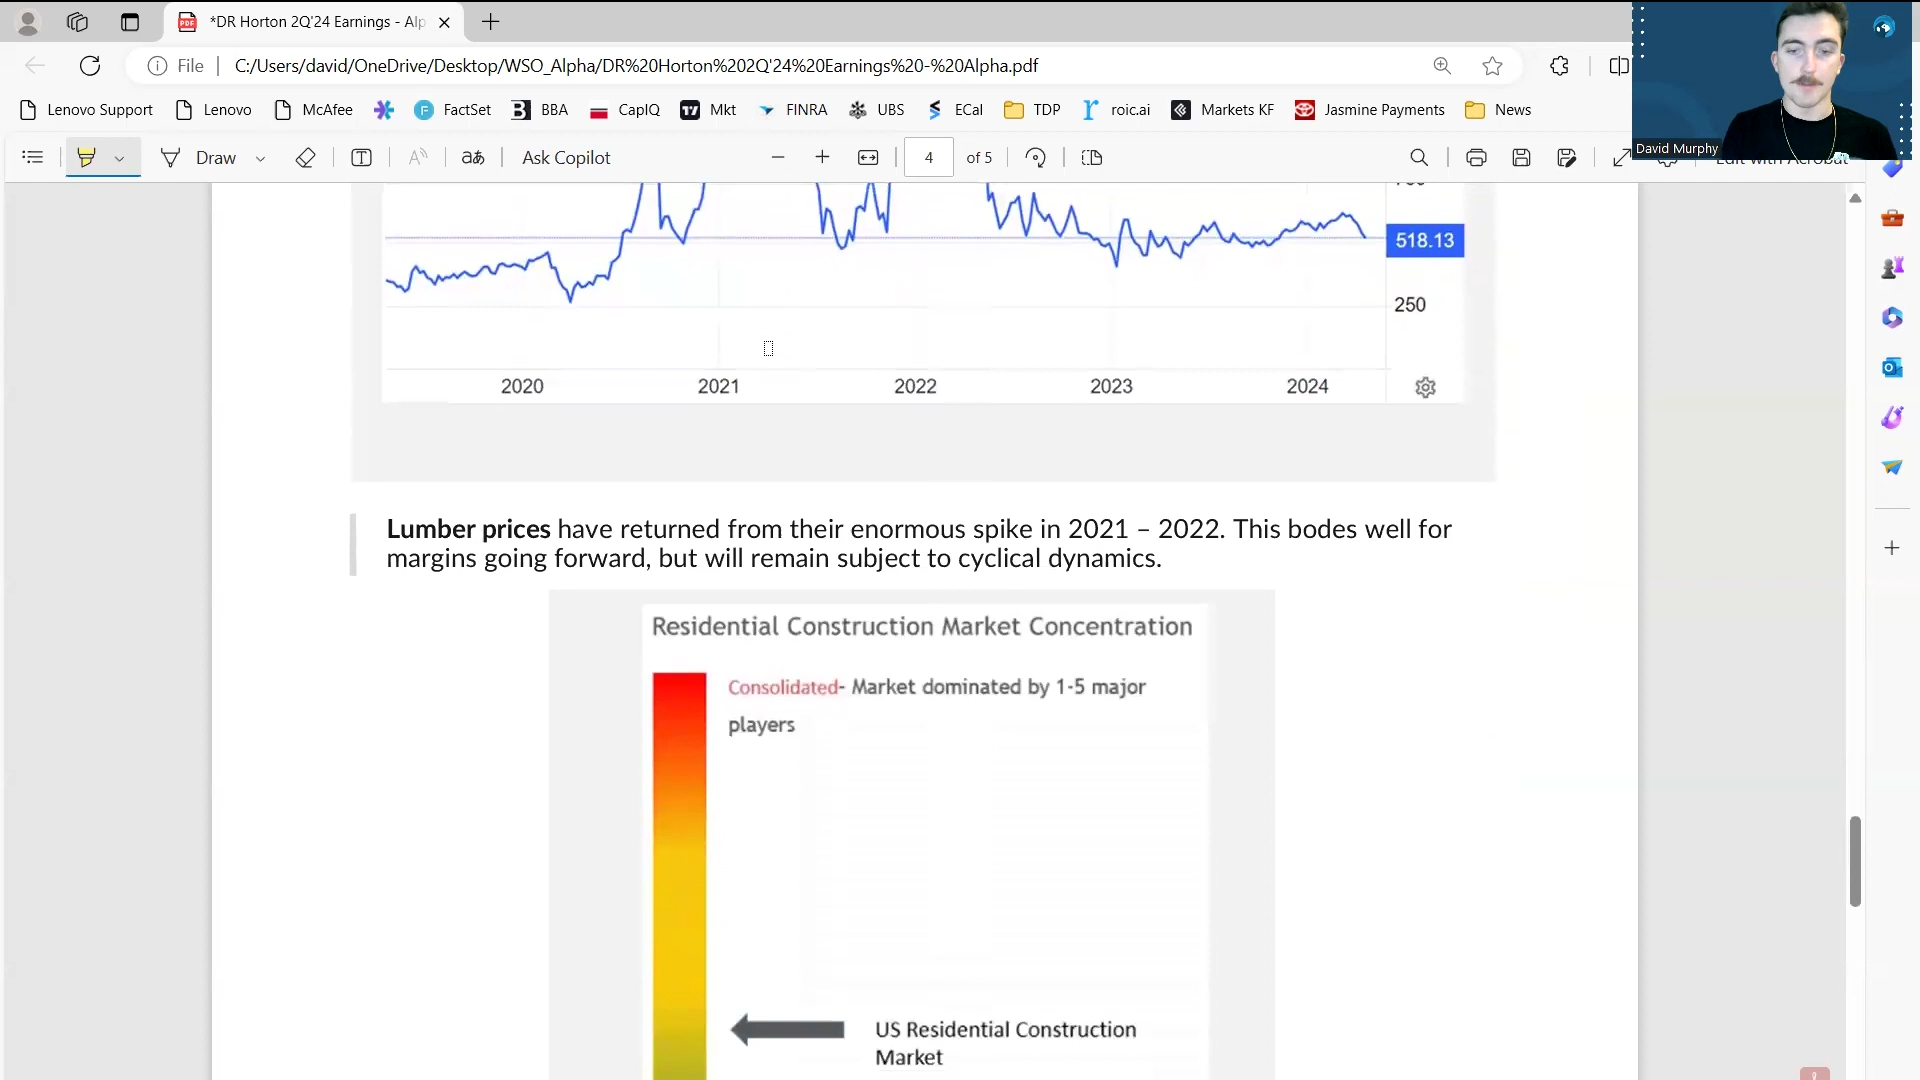 *DR Horton 2Q'24 Earnings - Alp
File
C:/Users/david/OneDrive/Desktop/WSO_Alpha/DR%20Horton%202Q'24%20Earnings%20-%20Alpha.pdf
Lenovo Support Lenovo McAfee FactSet BBA CapIQ Mkt FINRA UBS ECal TDP roic.ai Markets KF Jasmine Payments News
David Murphy
Draw Ask Copilot 4 of 5
518.13
250
2020 2021 2022 2023 2024
Lumber prices have returned from their enormous spike in 2021 – 2022. This bodes well for
margins going forward, but will remain subject to cyclical dynamics.
Residential Construction Market Concentration
Consolidated- Market dominated by 1-5 major
players
US Residential Construction
Market